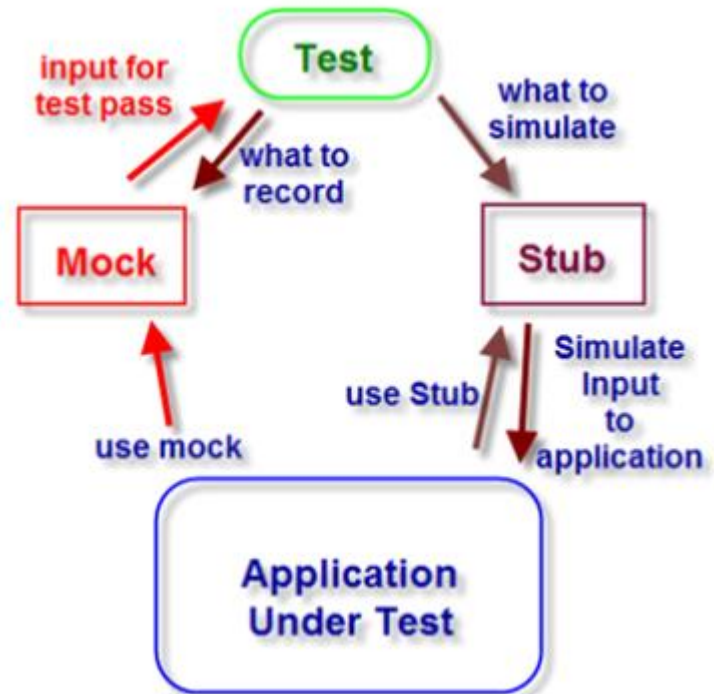 Test
input for
test pass
what to
record
what to
simulate
Mock
Stub
use mock
use Stub
Simulate
Input
to
application
Application
Under Test